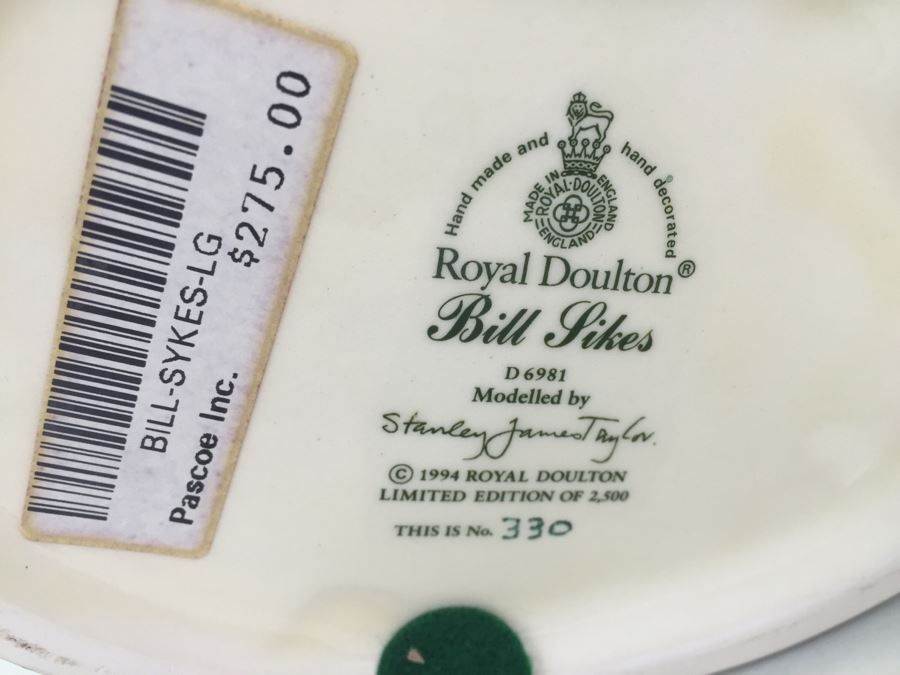 BILL-SYKES-LG
$275.00
Pascoe Inc.
Hand made and hand decorated
MADE IN ENGLAND
ROYAL·DOULTON
ENGLAND
Royal Doulton®
Bill Sikes
D 6981
Modelled by
Stanley James Taylor.
© 1994 ROYAL DOULTON
LIMITED EDITION OF 2,500
THIS IS No. 330